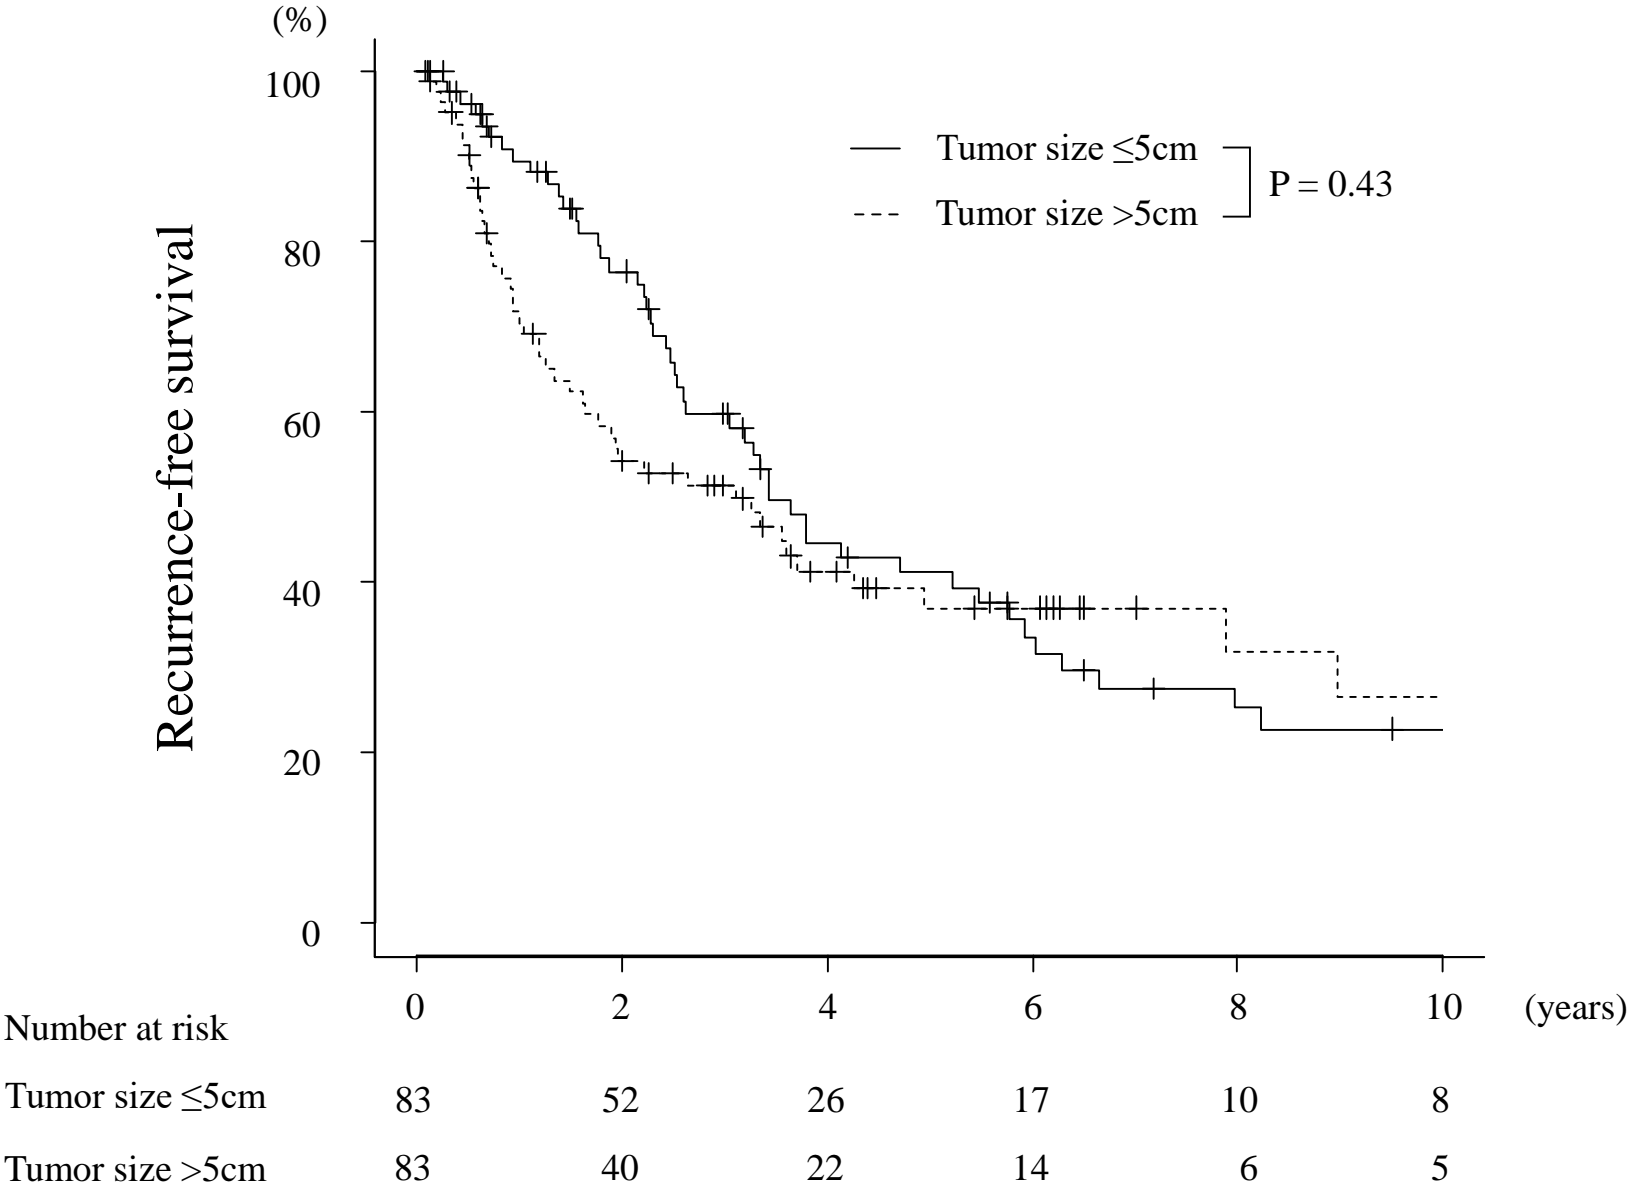 (%)
100
80
60
40
20
0
Recurrence-free survival
Tumor size ≤5cm
Tumor size >5cm
P = 0.43
0 2 4 6 8 10 (years)
Number at risk
Tumor size ≤5cm 83 52 26 17 10 8
Tumor size >5cm 83 40 22 14 6 5